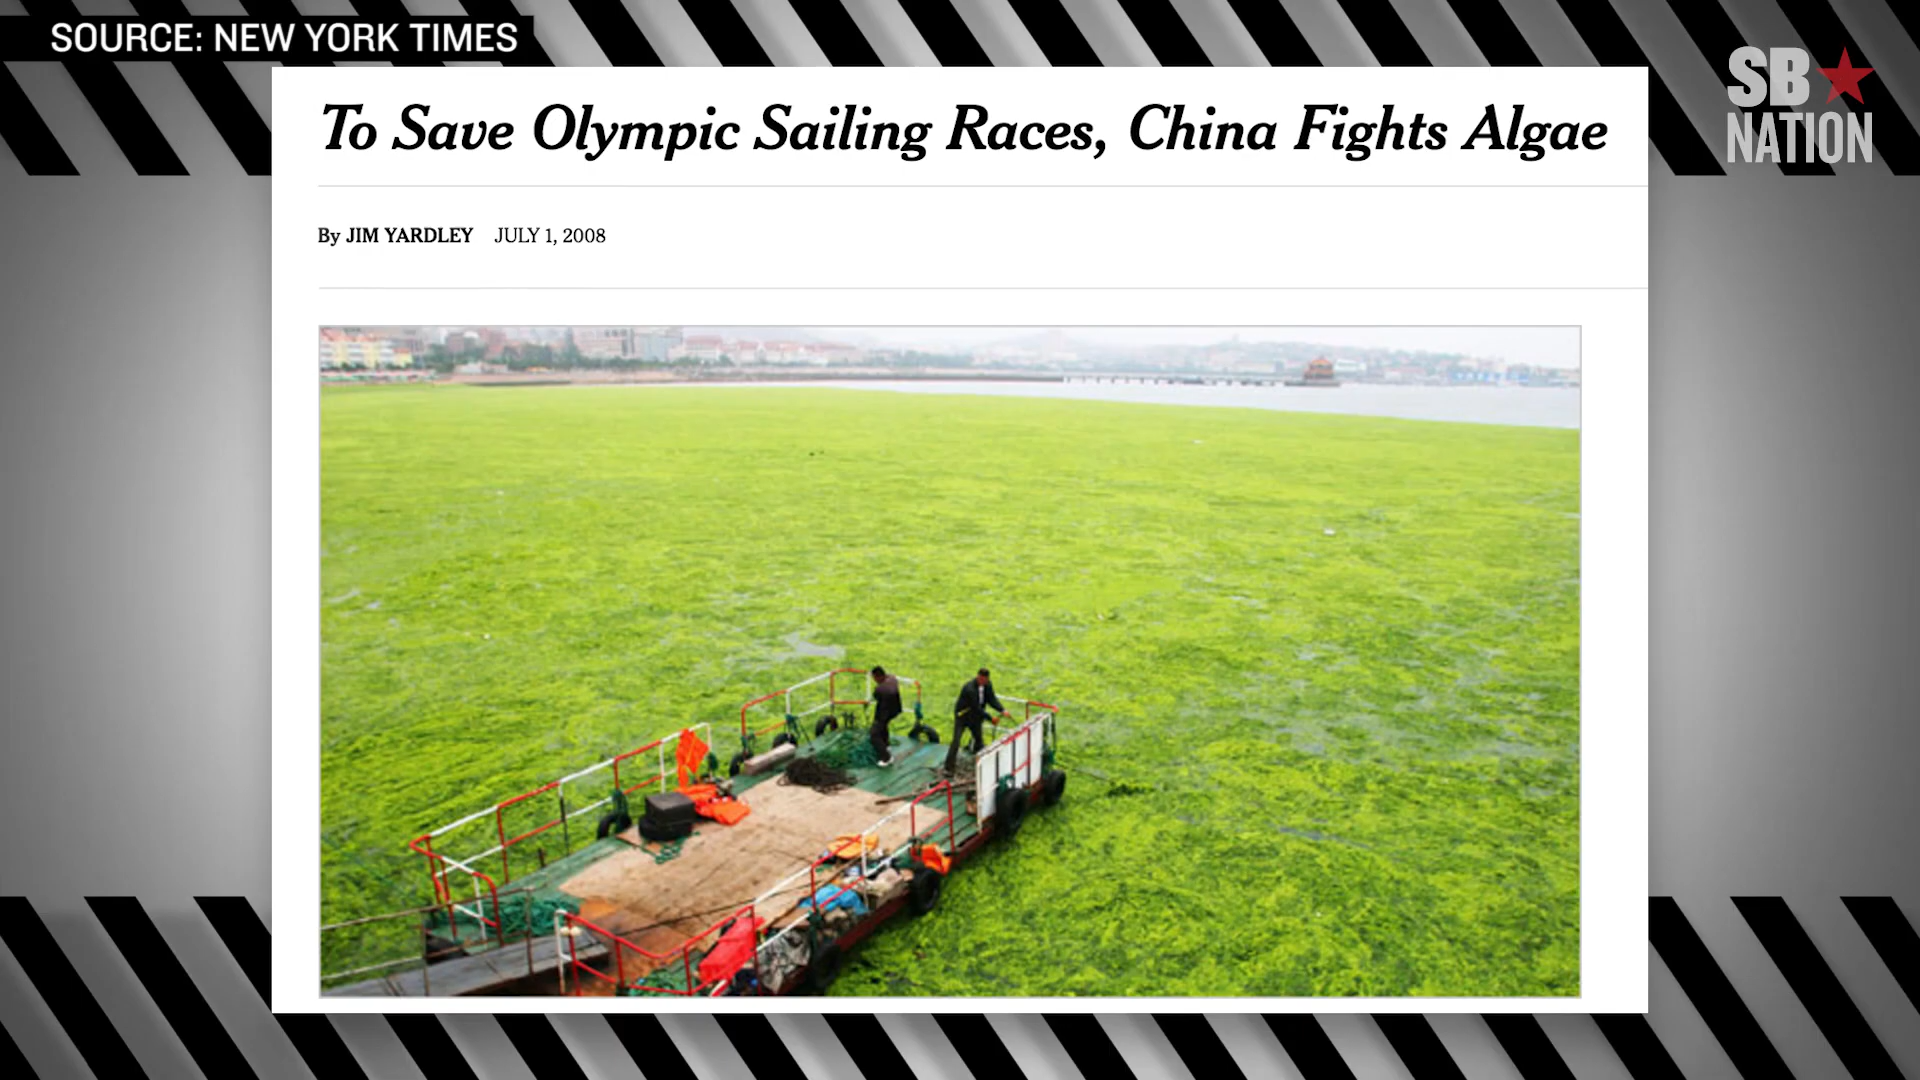 SOURCE: NEW YORK TIMES
SB
NATION
To Save Olympic Sailing Races, China Fights Algae
By JIM YARDLEY JULY 1, 2008